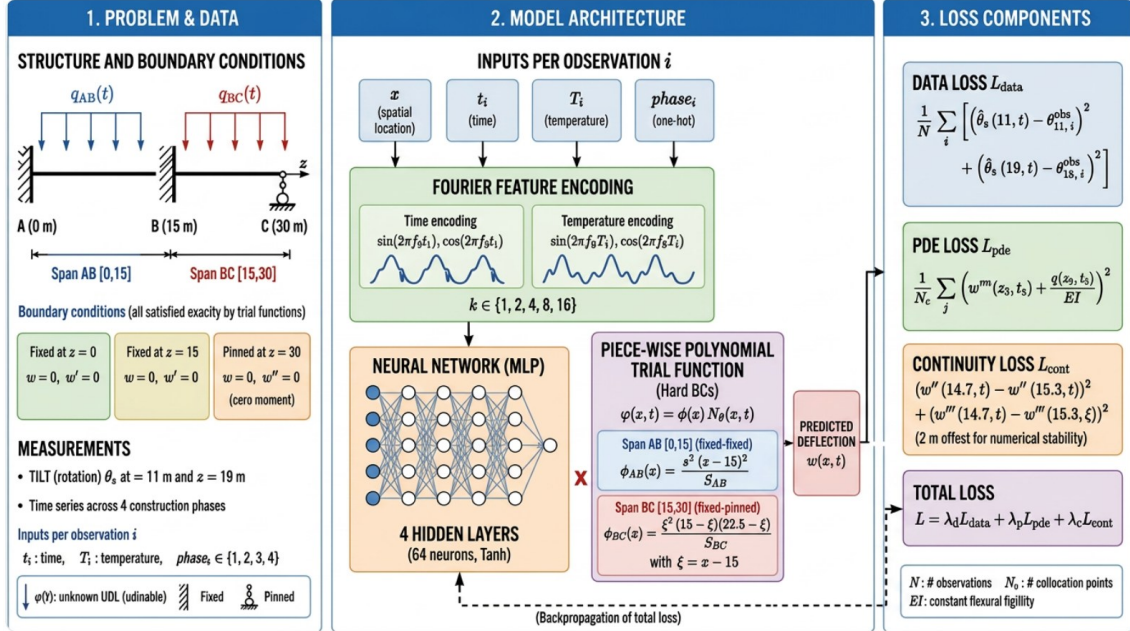 1. PROBLEM & DATA
STRUCTURE AND BOUNDARY CONDITIONS
q_AB(t)
q_BC(t)
z
A (0 m)
B (15 m)
C (30 m)
Span AB [0,15]
Span BC [15,30]
Boundary conditions (all satisfied exacity by trial functions)
Fixed at z = 0
w = 0, w′ = 0
Fixed at z = 15
w = 0, w′ = 0
Pinned at z = 30
w = 0, w″ = 0
(cero moment)
MEASUREMENTS
• TILT (rotation) θ_s at = 11 m and z = 19 m
• Time series across 4 construction phases
Inputs per observation i
t_i : time, T_i : temperature, phase_t ∈ {1, 2, 3, 4}
φ(Y): unknown UDL (udinable)
Fixed
Pinned
2. MODEL ARCHITECTURE
INPUTS PER OBSERVATION i
x
(spatial
location)
t_i
(time)
T_i
(temperature)
phase_i
(one-hot)
FOURIER FEATURE ENCODING
Time encoding
sin(2πf_9t_1), cos(2πf_9t_1)
Temperature encoding
sin(2πf_8T_i), cos(2πf_8T_i)
k ∈ {1, 2, 4, 8, 16}
NEURAL NETWORK (MLP)
4 HIDDEN LAYERS
(64 neurons, Tanh)
x
PIECE-WISE POLYNOMIAL
TRIAL FUNCTION
(Hard BCs)
φ(x, t) = ϕ(x) N_θ(x, t)
Span AB [0,15] (fixed-fixed)
ϕ_AB(x) = s² (x − 15)² / S_AB
Span BC [15,30] (fixed-pinned)
ϕ_BC(x) = ξ² (15 − ξ)(22.5 − ξ) / S_BC
with ξ = x − 15
PREDICTED
DEFLECTION
w(x, t)
(Backpropagation of total loss)
3. LOSS COMPONENTS
DATA LOSS L_data
1/N ∑_i [(θ̂_s (11, t) − θ^obs_11, i)²
+ (θ̂_s (19, t) − θ^obs_18, i)²]
PDE LOSS L_pde
1/N_c ∑_j (w‴(z_3, t_s) + q(z_9, t_5)/EI)²
CONTINUITY LOSS L_cont
(w″ (14.7, t) − w″ (15.3, t))²
+ (w‴ (14.7, t) − w‴ (15.3, ξ))²
(2 m offest for numerical stability)
TOTAL LOSS
L = λ_d L_data + λ_p L_pde + λ_c L_cont
N : # observations N_o : # collocation points
EI: constant flexural figillity